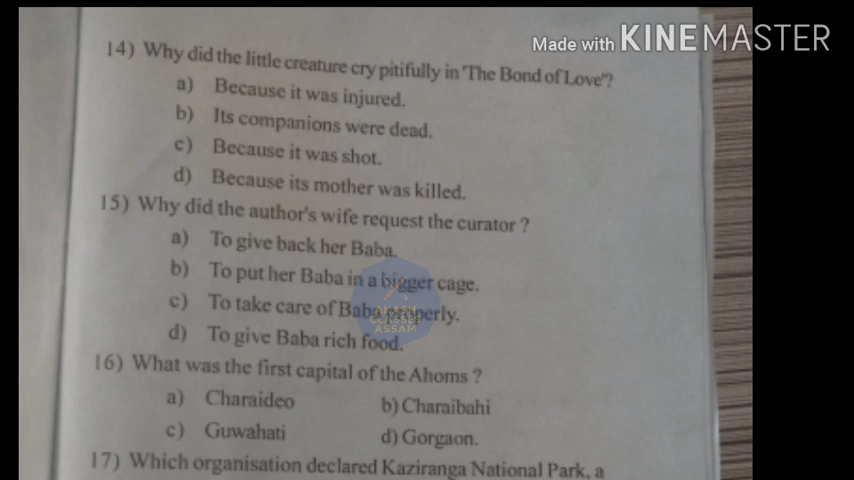 Made with KINEMASTER
14) Why did the little creature cry pitifully in 'The Bond of Love'?
a) Because it was injured.
b) Its companions were dead.
c) Because it was shot.
d) Because its mother was killed.
15) Why did the author's wife request the curator ?
a) To give back her Baba.
b) To put her Baba in a bigger cage.
c) To take care of Baba properly.
d) To give Baba rich food.
AKASH CLASSES ASSAM
16) What was the first capital of the Ahoms ?
a) Charaideo b) Charaibahi
c) Guwahati d) Gorgaon.
17) Which organisation declared Kaziranga National Park, a